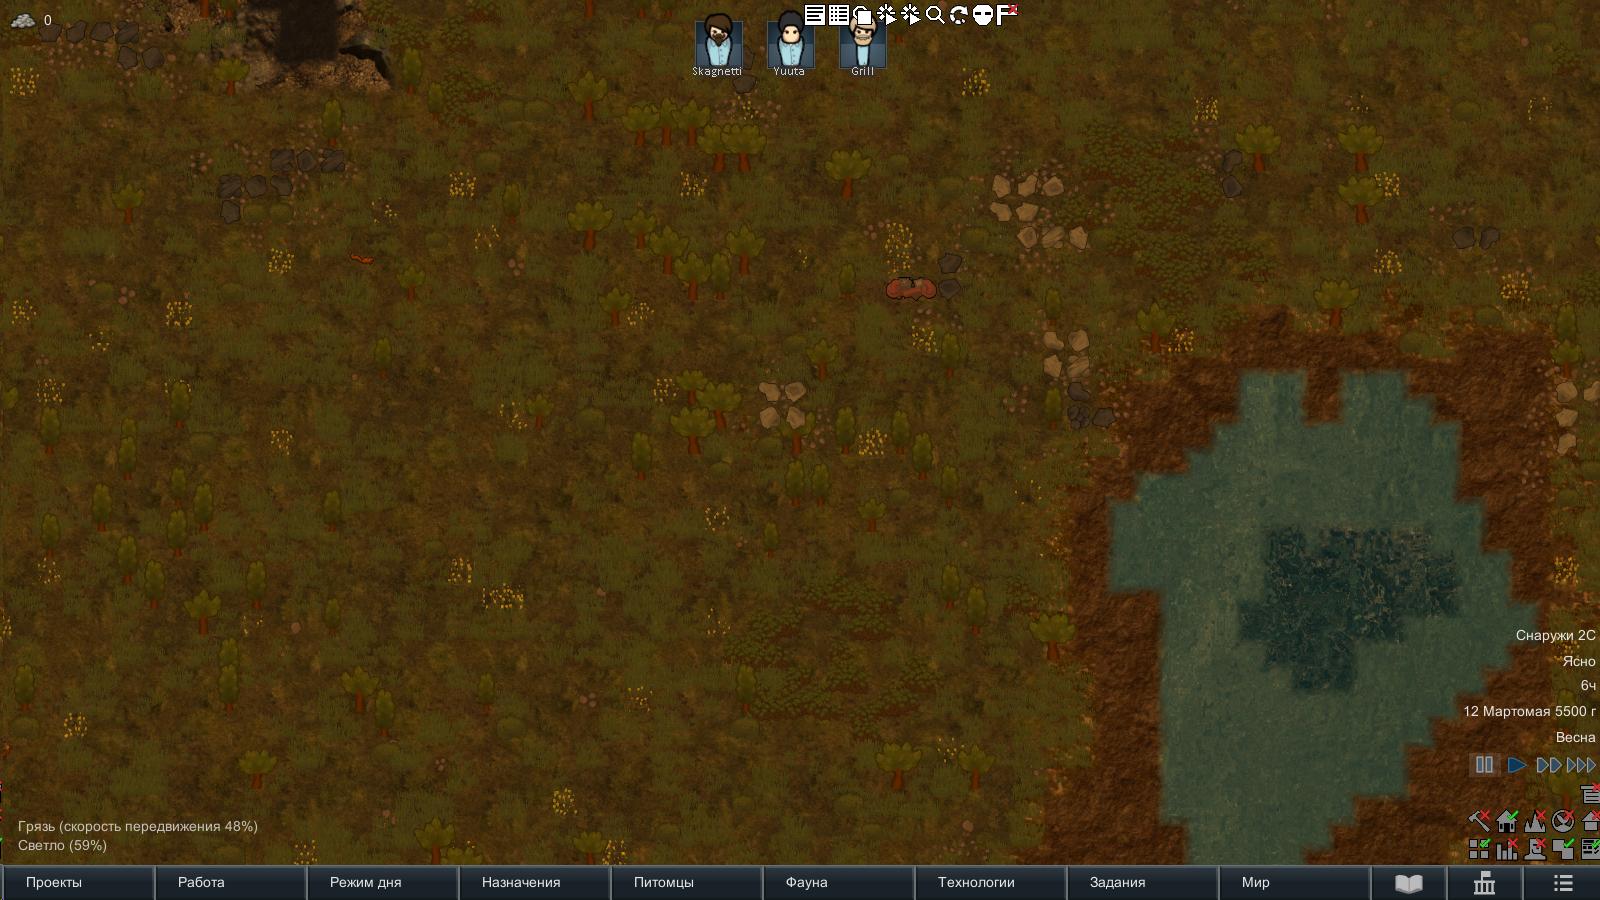 0
Skagnetti
Yuuta
Grill
Снаружи 2C
Ясно
6ч
12 Мартомая 5500 г
Весна
Грязь (скорость передвижения 48%)
Светло (59%)
Проекты
Работа
Режим дня
Назначения
Питомцы
Фауна
Технологии
Задания
Мир